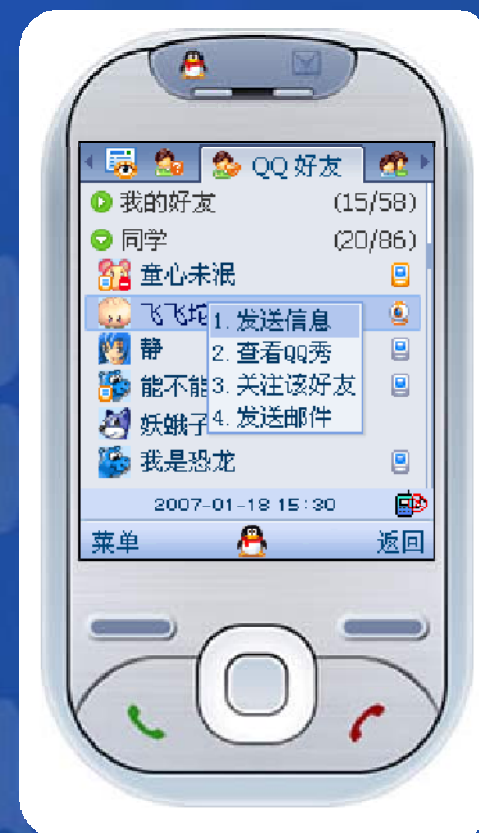 QQ好友
我的好友 (15/58)
同学 (20/86)
童心未泯
飞飞坨
1. 发送信息
静
2. 查看QQ秀
能不能
3. 关注该好友
妖蛾子
4. 发送邮件
我是恐龙
2007-01-18 15:30
菜单 返回